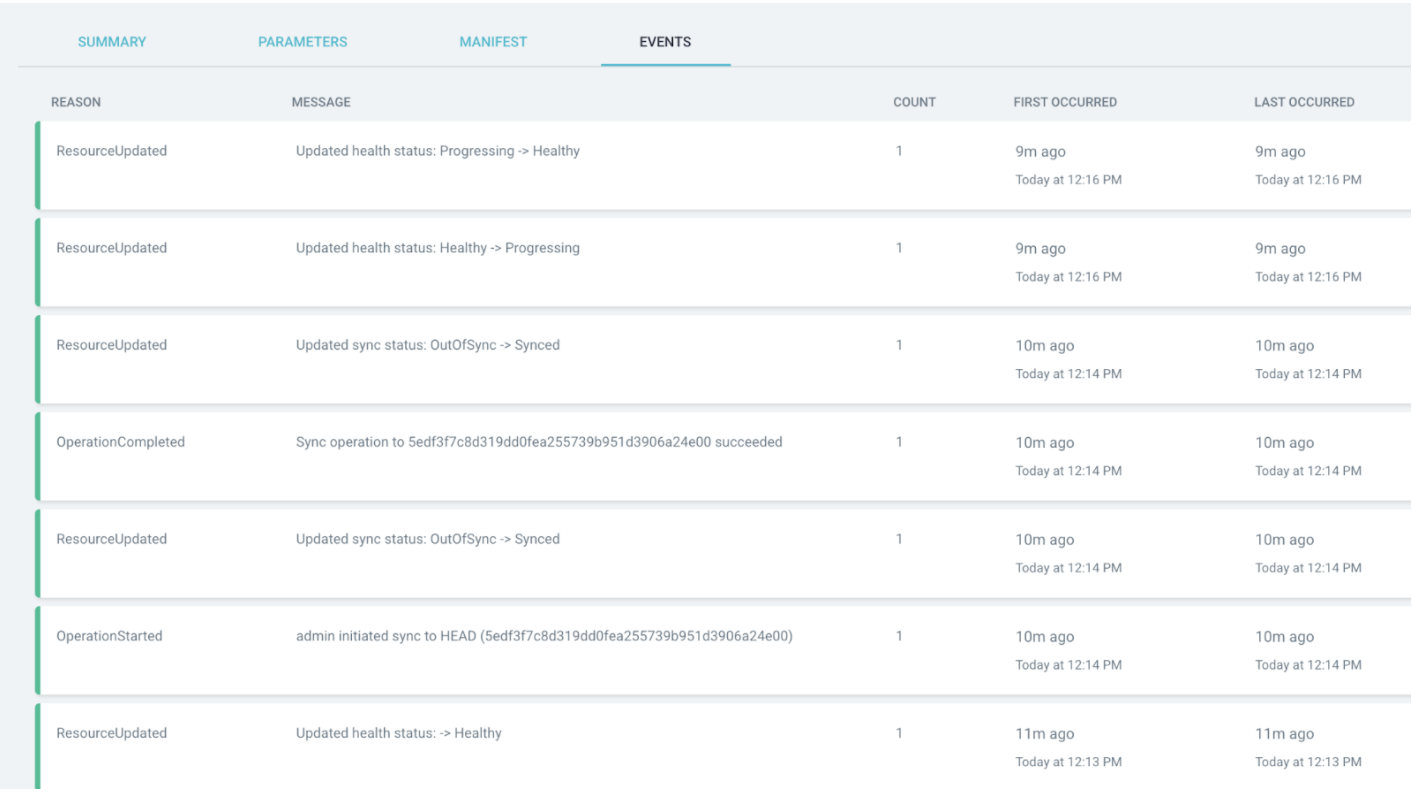 SUMMARY PARAMETERS MANIFEST EVENTS
REASON MESSAGE COUNT FIRST OCCURRED LAST OCCURRED
ResourceUpdated Updated health status: Progressing -> Healthy 1 9m ago 9m ago
Today at 12:16 PM Today at 12:16 PM
ResourceUpdated Updated health status: Healthy -> Progressing 1 9m ago 9m ago
Today at 12:16 PM Today at 12:16 PM
ResourceUpdated Updated sync status: OutOfSync -> Synced 1 10m ago 10m ago
Today at 12:14 PM Today at 12:14 PM
OperationCompleted Sync operation to 5edf3f7c8d319dd0fea255739b951d3906a24e00 succeeded 1 10m ago 10m ago
Today at 12:14 PM Today at 12:14 PM
ResourceUpdated Updated sync status: OutOfSync -> Synced 1 10m ago 10m ago
Today at 12:14 PM Today at 12:14 PM
OperationStarted admin initiated sync to HEAD (5edf3f7c8d319dd0fea255739b951d3906a24e00) 1 10m ago 10m ago
Today at 12:14 PM Today at 12:14 PM
ResourceUpdated Updated health status: -> Healthy 1 11m ago 11m ago
Today at 12:13 PM Today at 12:13 PM